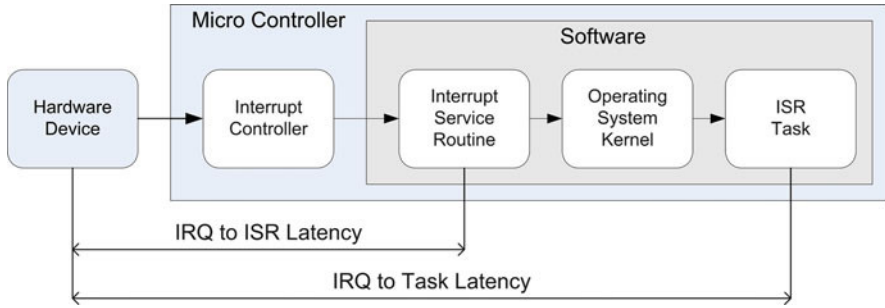 Micro Controller
Software
Hardware
Device
Interrupt
Controller
Interrupt
Service
Routine
Operating
System
Kernel
ISR
Task
IRQ to ISR Latency
IRQ to Task Latency